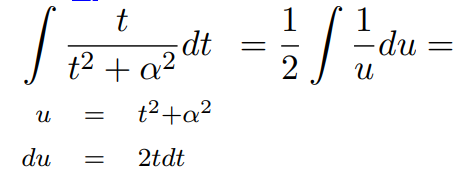 ∫ t/(t² + α²) dt = 1/2 ∫ 1/u du =
u = t²+α²
du = 2tdt